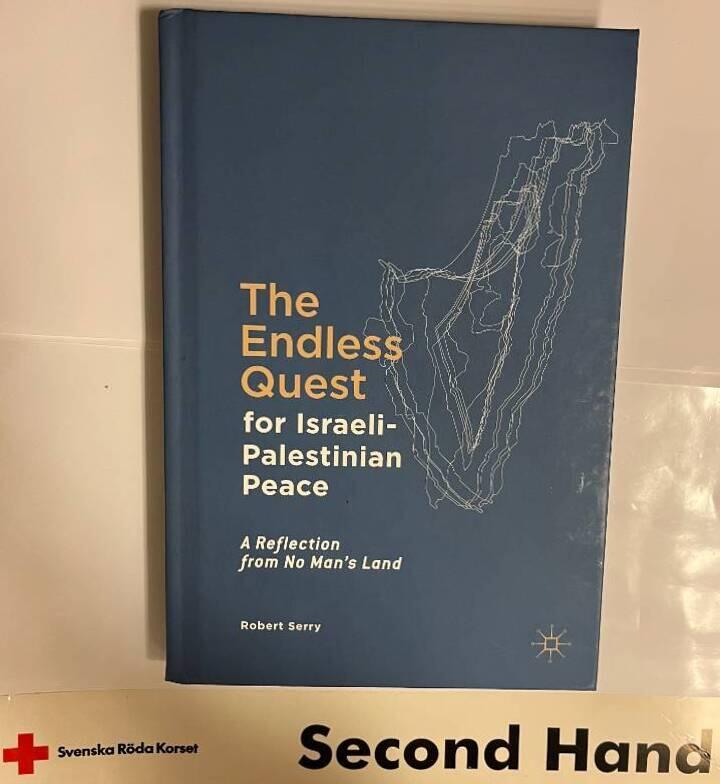 The
Endless
Quest
for Israeli-
Palestinian
Peace
A Reflection
from No Man's Land
Robert Serry
Svenska Röda Korset
Second Hand